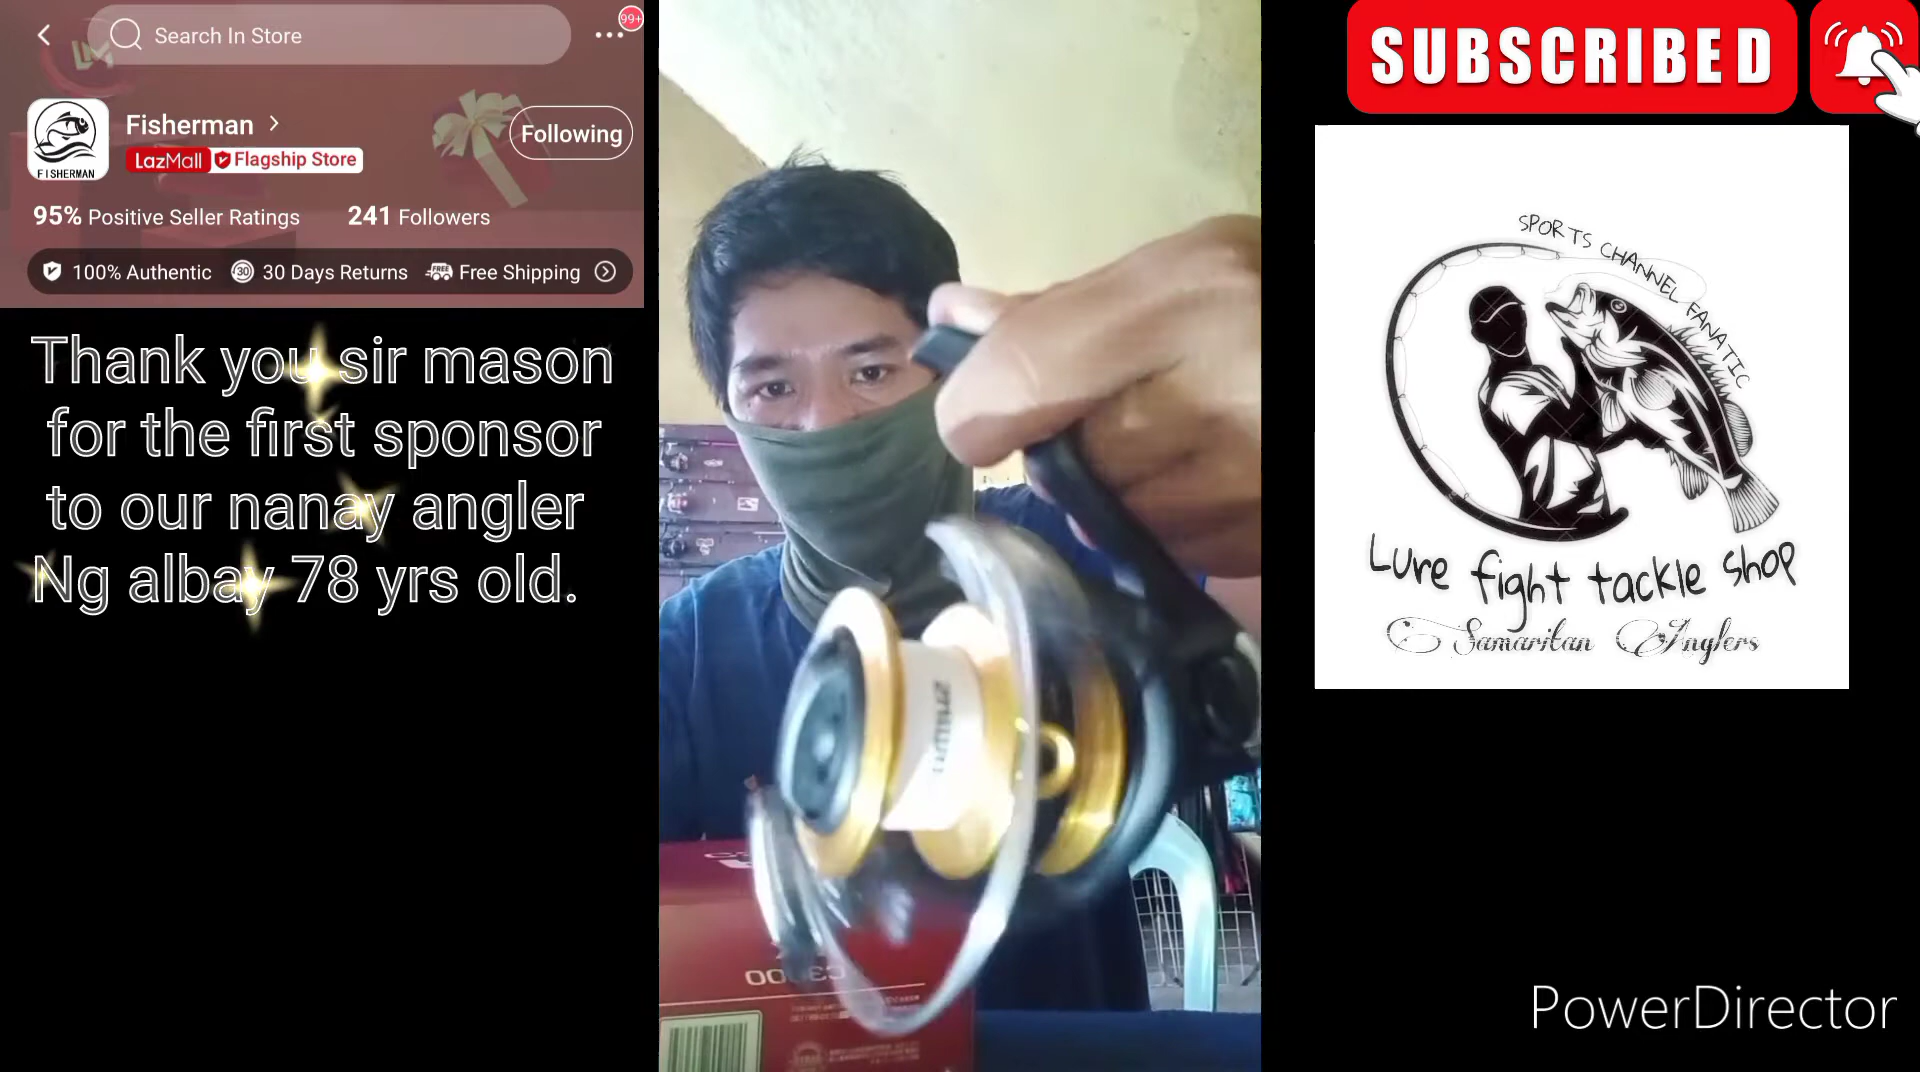 Search In Store
99+
Fisherman
LazMall Flagship Store
Following
FISHERMAN
95% Positive Seller Ratings 241 Followers
100% Authentic 30 Days Returns FREE Free Shipping
Thank you sir mason
for the first sponsor
to our nanay angler
Ng albay 78 yrs old.
C3000
SUBSCRIBED
SPORTS CHANNEL FANATIC
Lure fight tackle shop
Samaritan Anglers
PowerDirector